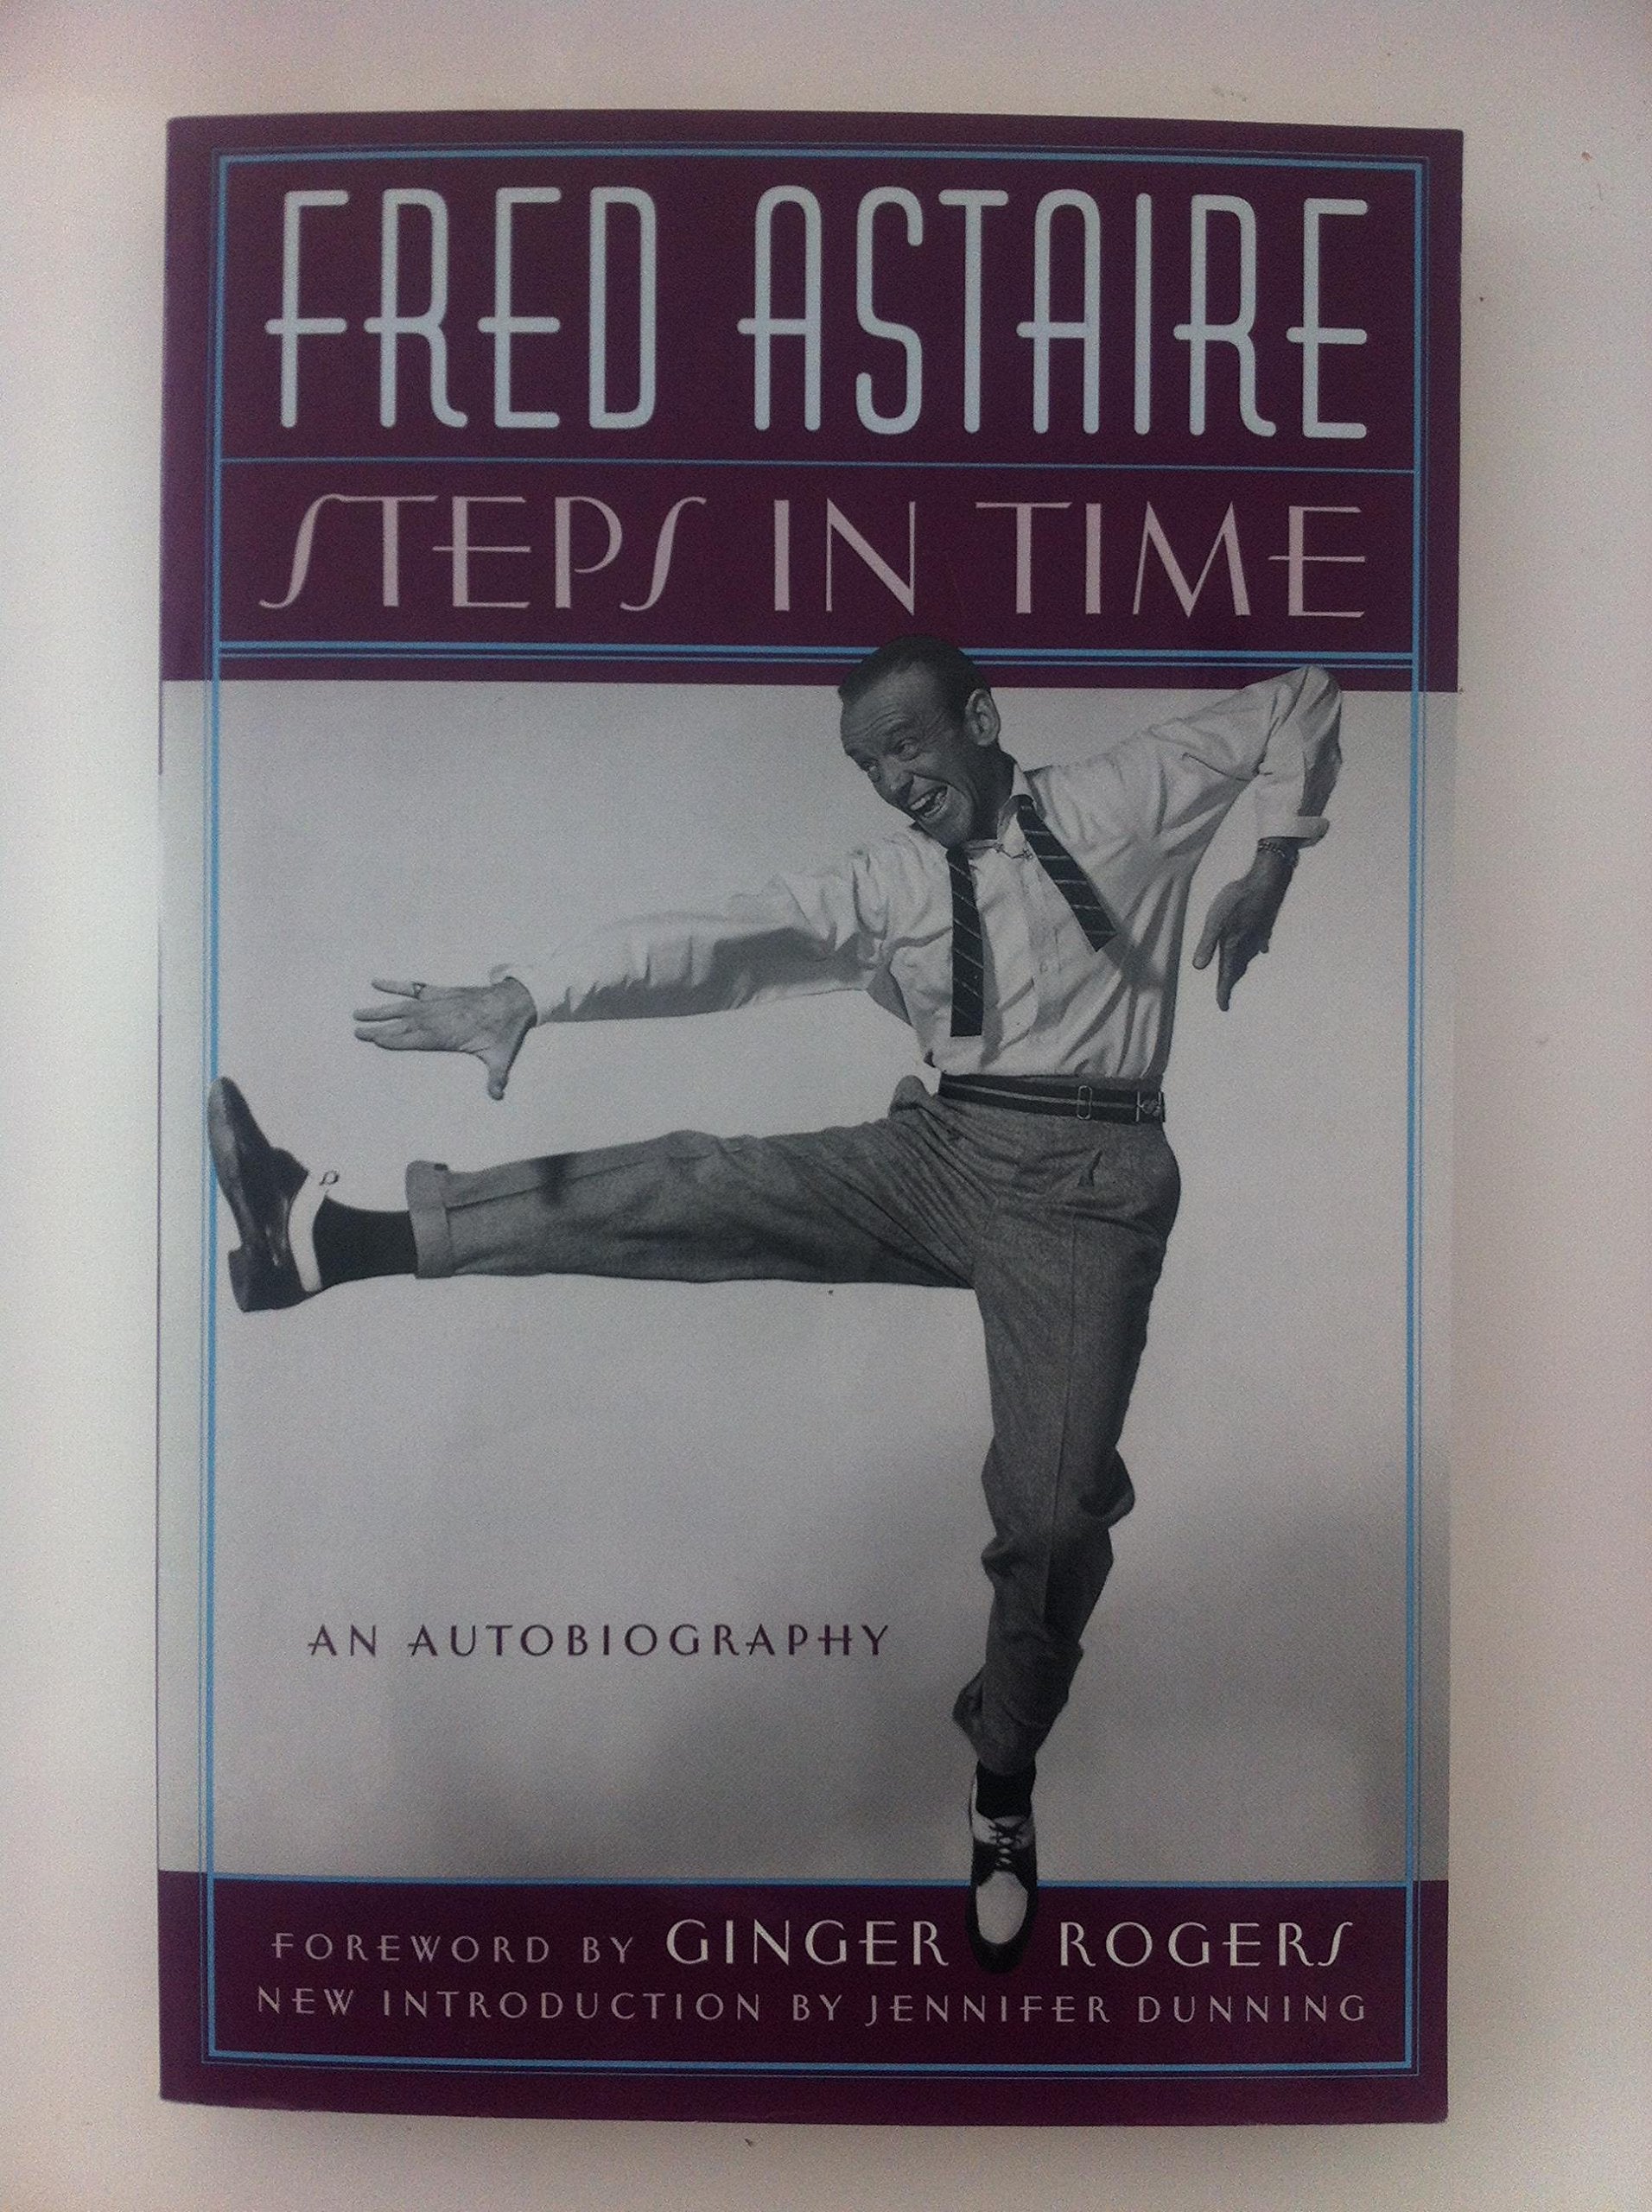 FRED ASTAIRE
STEPS IN TIME
AN AUTOBIOGRAPHY
FOREWORD BY GINGER ROGERS
NEW INTRODUCTION BY JENNIFER DUNNING